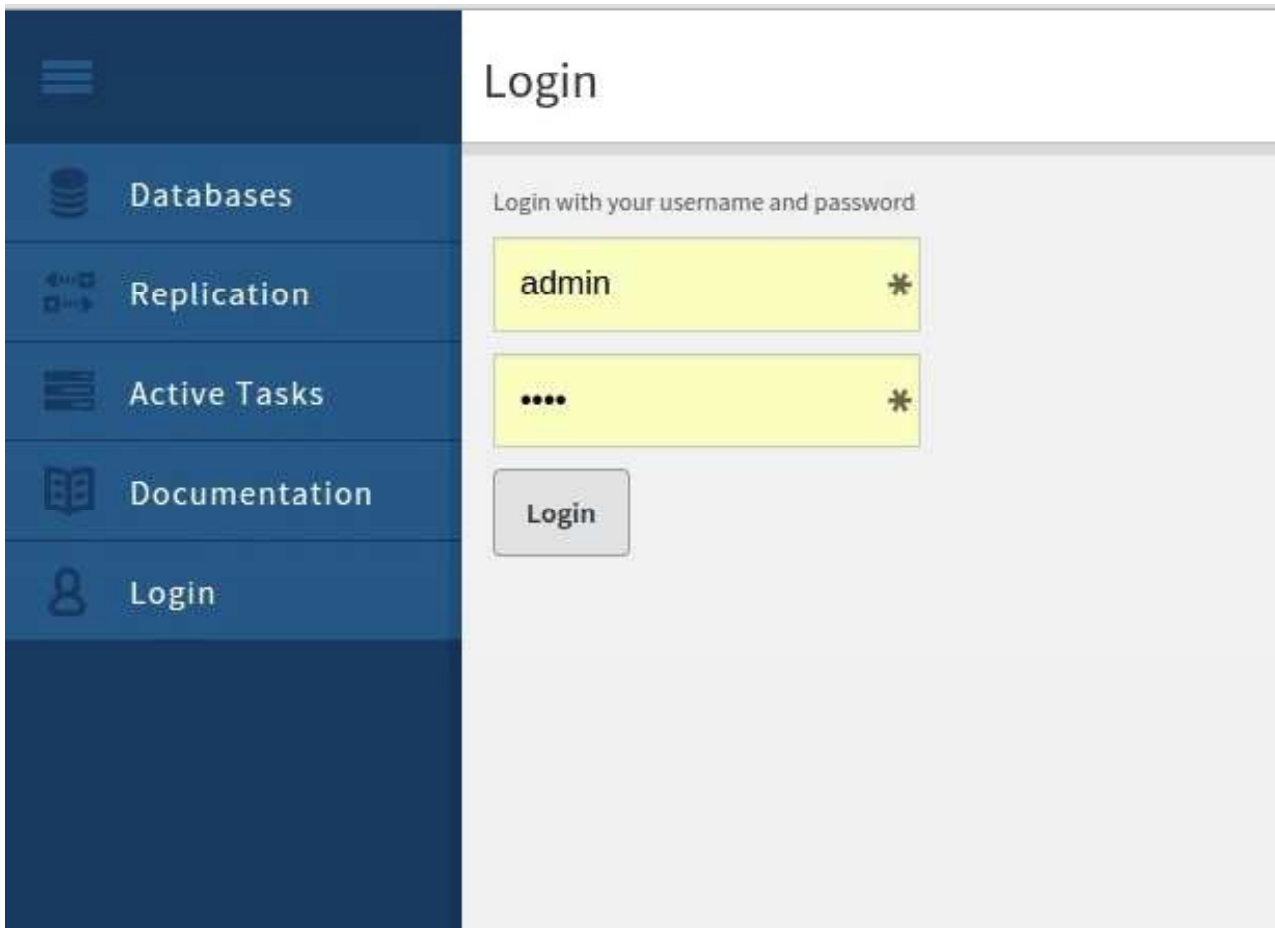 Login
Databases
Replication
Active Tasks
Documentation
Login
Login with your username and password
admin
••••
Login